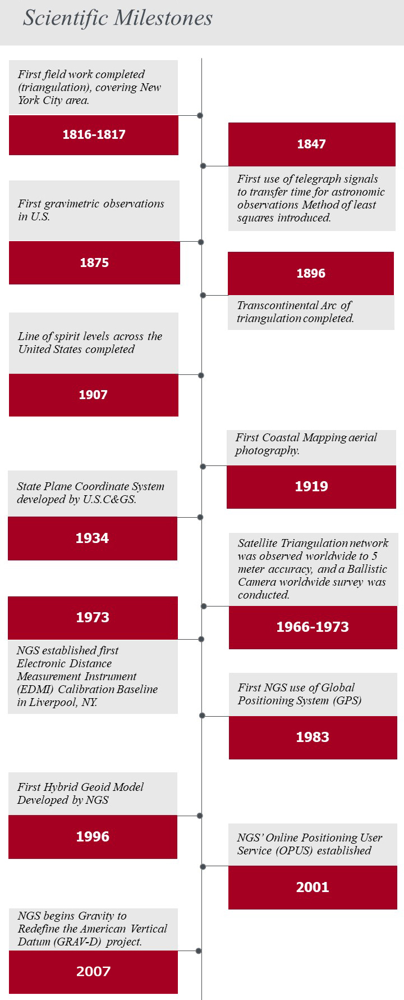 Scientific Milestones
First field work completed
(triangulation), covering New
York City area.
1816-1817
1847
First use of telegraph signals
to transfer time for astronomic
observations Method of least
squares introduced.
First gravimetric observations
in U.S.
1875
1896
Transcontinental Arc of
triangulation completed.
Line of spirit levels across the
United States completed
1907
First Coastal Mapping aerial
photography.
1919
State Plane Coordinate System
developed by U.S.C&GS.
1934
Satellite Triangulation network
was observed worldwide to 5
meter accuracy, and a Ballistic
Camera worldwide survey was
conducted.
1966-1973
1973
NGS established first
Electronic Distance
Measurement Instrument
(EDMI) Calibration Baseline
in Liverpool, NY.
First NGS use of Global
Positioning System (GPS)
1983
First Hybrid Geoid Model
Developed by NGS
1996
NGS’ Online Positioning User
Service (OPUS) established
2001
NGS begins Gravity to
Redefine the American Vertical
Datum (GRAV-D) project.
2007